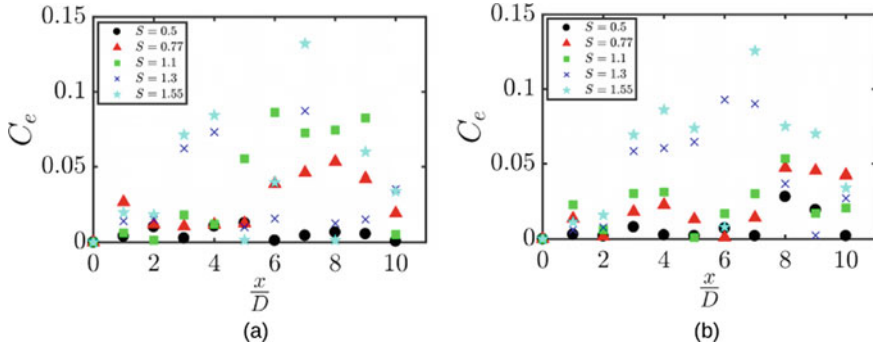 0.15
0.1
0.05
0
C_e
S = 0.5
S = 0.77
S = 1.1
S = 1.3
S = 1.55
0 2 4 6 8 10
x
D
(a)
0.15
0.1
0.05
0
C_e
S = 0.5
S = 0.77
S = 1.1
S = 1.3
S = 1.55
0 2 4 6 8 10
x
D
(b)